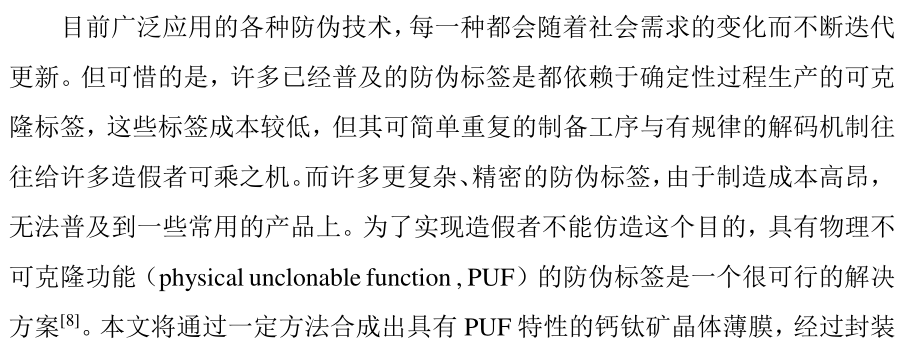 目前广泛应用的各种防伪技术，每一种都会随着社会需求的变化而不断迭代
更新。但可惜的是，许多已经普及的防伪标签是都依赖于确定性过程生产的可克
隆标签，这些标签成本较低，但其可简单重复的制备工序与有规律的解码机制往
往给许多造假者可乘之机。而许多更复杂、精密的防伪标签，由于制造成本高昂，
无法普及到一些常用的产品上。为了实现造假者不能仿造这个目的，具有物理不
可克隆功能（physical unclonable function , PUF）的防伪标签是一个很可行的解决
方案[8]。本文将通过一定方法合成出具有 PUF 特性的钙钛矿晶体薄膜，经过封装